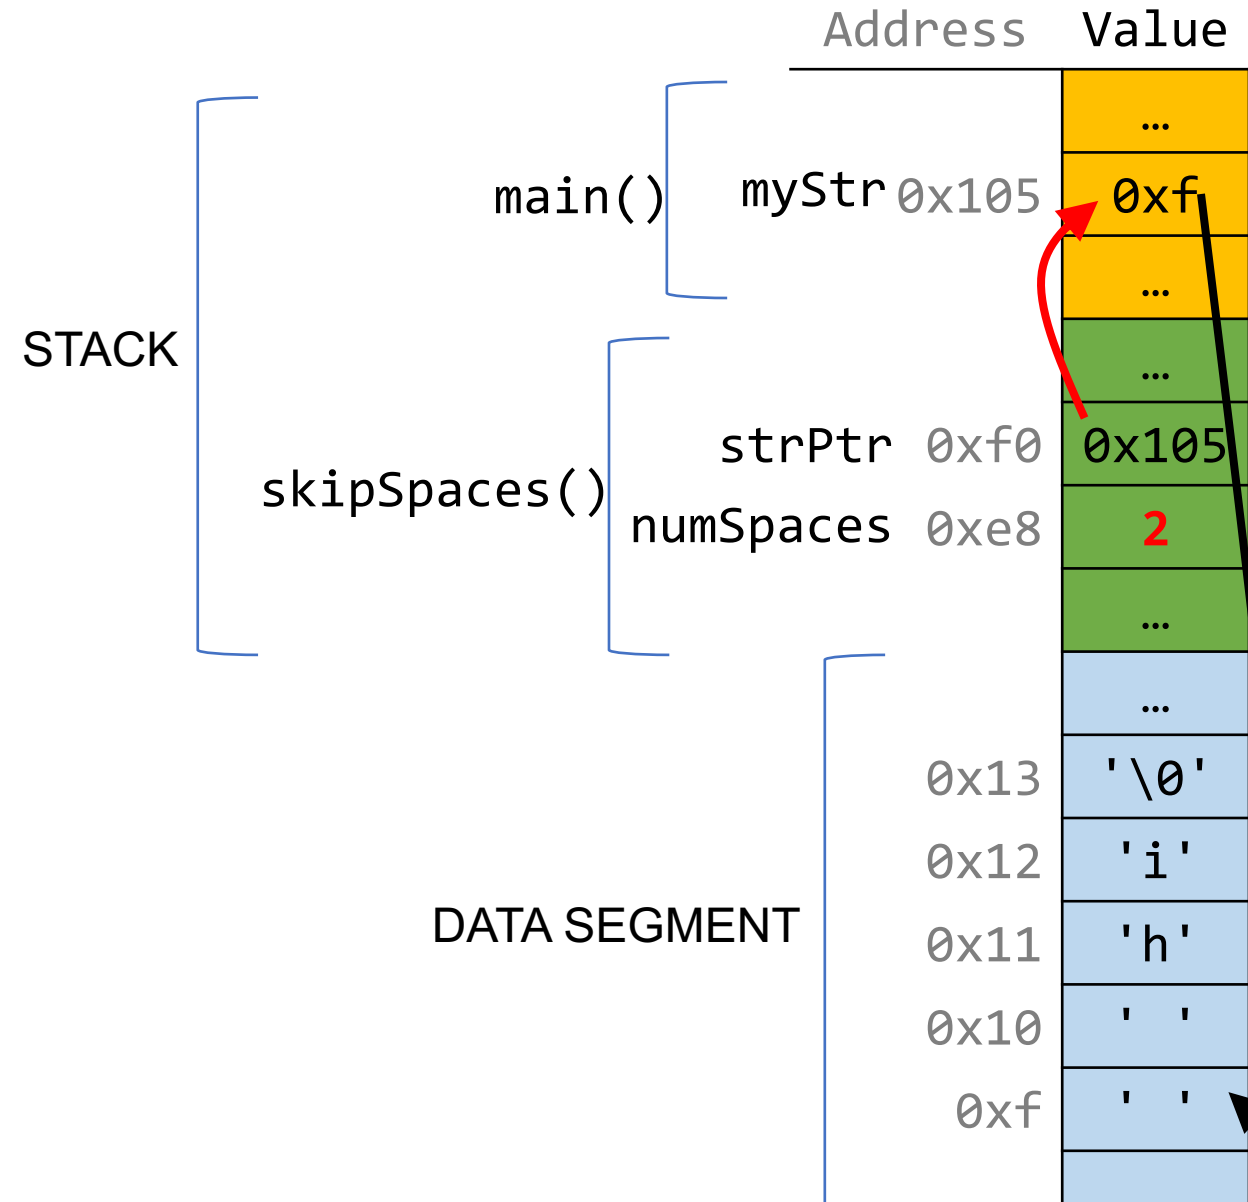 Address Value
…
main() myStr 0x105 0xf
…
STACK
…
strPtr 0xf0 0x105
skipSpaces()
numSpaces 0xe8 2
…
…
0x13 '\0'
0x12 'i'
DATA SEGMENT
0x11 'h'
0x10 ' '
0xf ' '